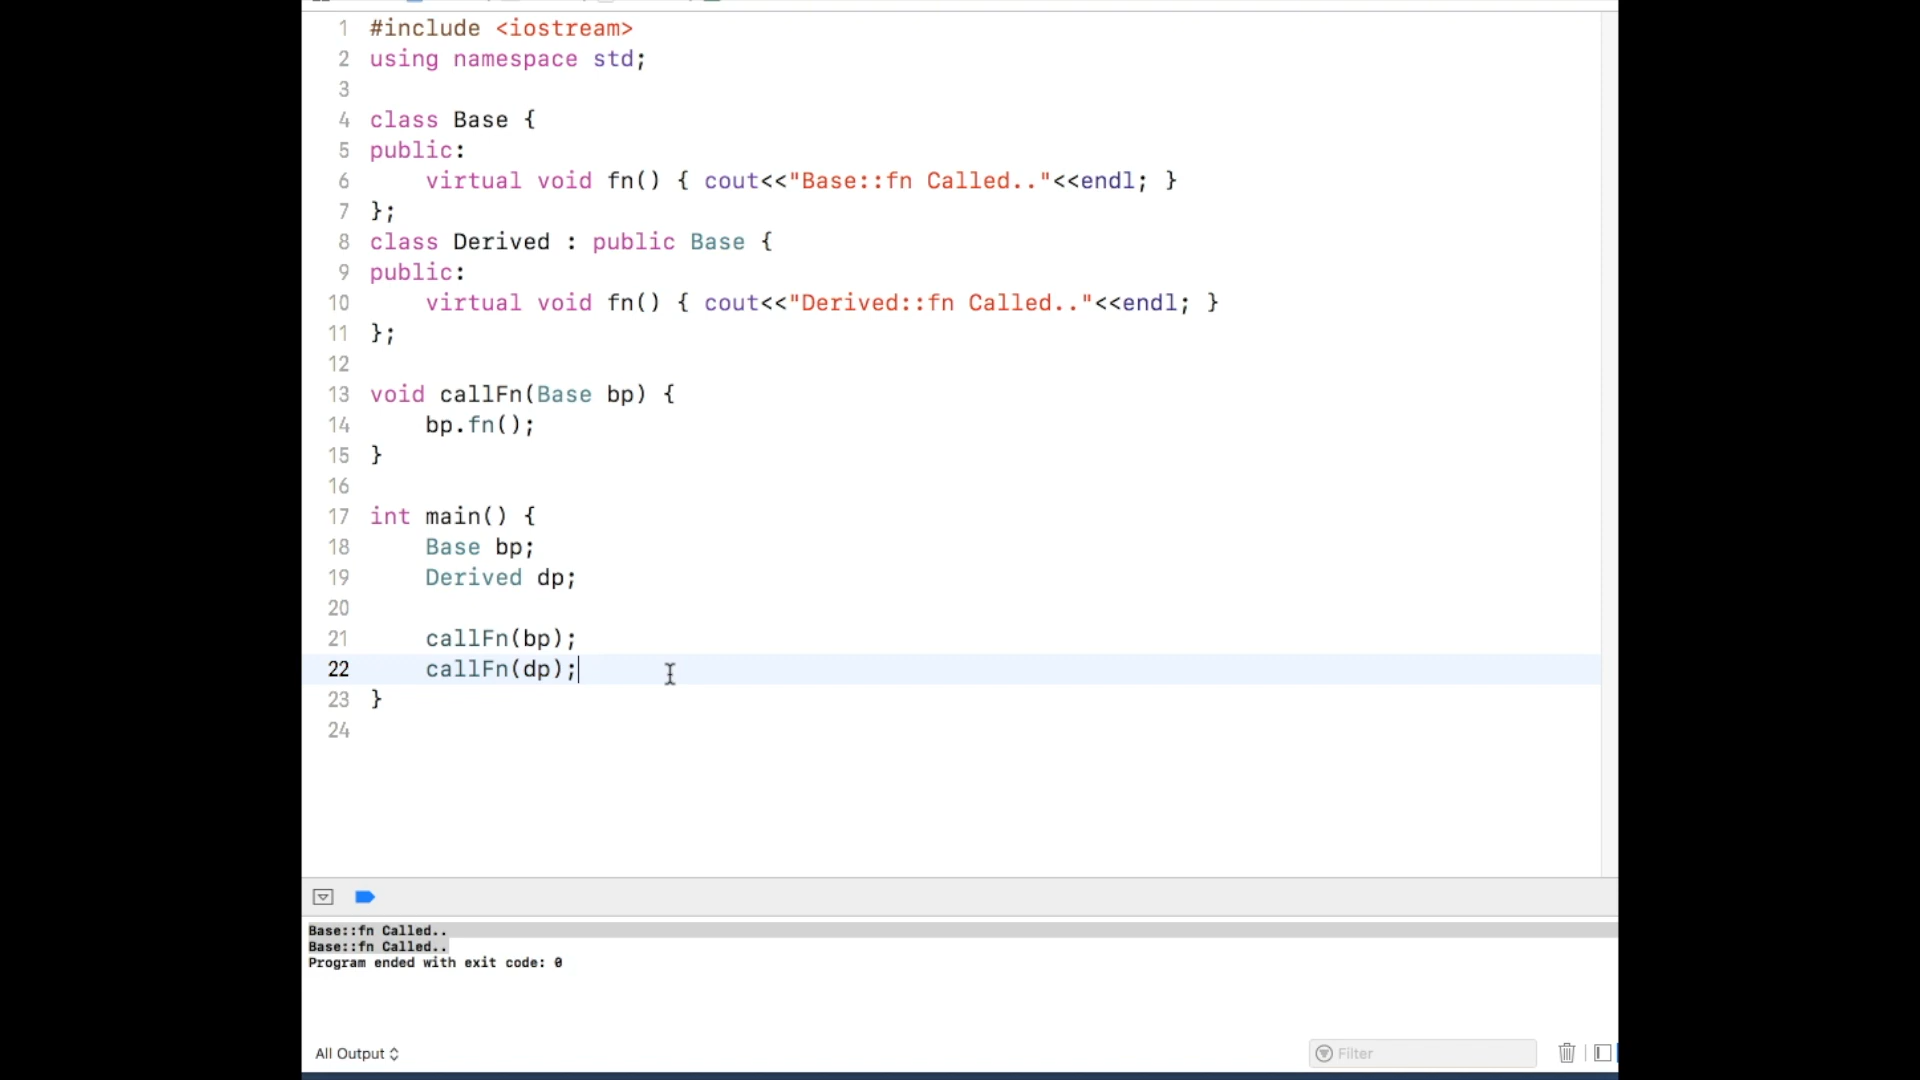 1 #include <iostream>
2 using namespace std;
3
4 class Base {
5 public:
6 virtual void fn() { cout<<"Base::fn Called.."<<endl; }
7 };
8 class Derived : public Base {
9 public:
10 virtual void fn() { cout<<"Derived::fn Called.."<<endl; }
11 };
12
13 void callFn(Base bp) {
14 bp.fn();
15 }
16
17 int main() {
18 Base bp;
19 Derived dp;
20
21 callFn(bp);
22 callFn(dp);
23 }
24
Base::fn Called..
Base::fn Called..
Program ended with exit code: 0
All Output
Filter